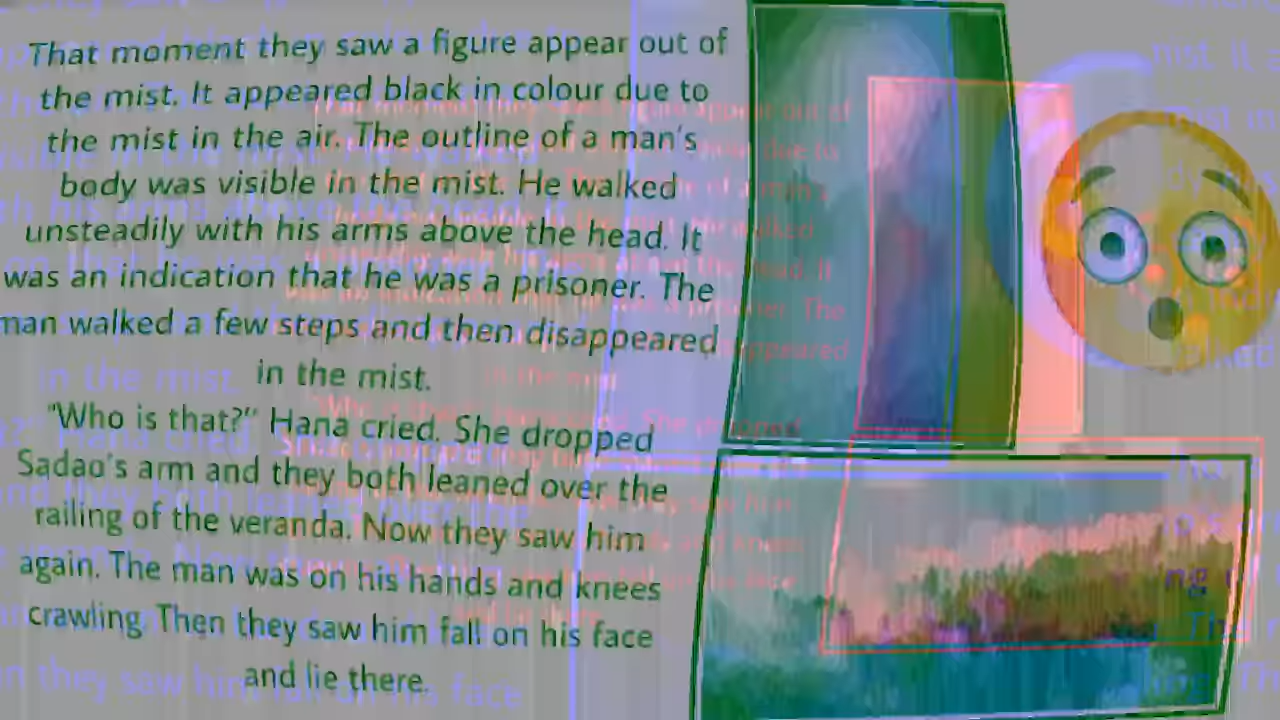 That moment they saw a figure appear out of
the mist. It appeared black in colour due to
the mist in the air. The outline of a man's
body was visible in the mist. He walked
unsteadily with his arms above the head. It
was an indication that he was a prisoner. The
man walked a few steps and then disappeared
in the mist.
"Who is that?" Hana cried. She dropped
Sadao's arm and they both leaned over the
railing of the veranda. Now they saw him
again. The man was on his hands and knees
crawling. Then they saw him fall on his face
and lie there.